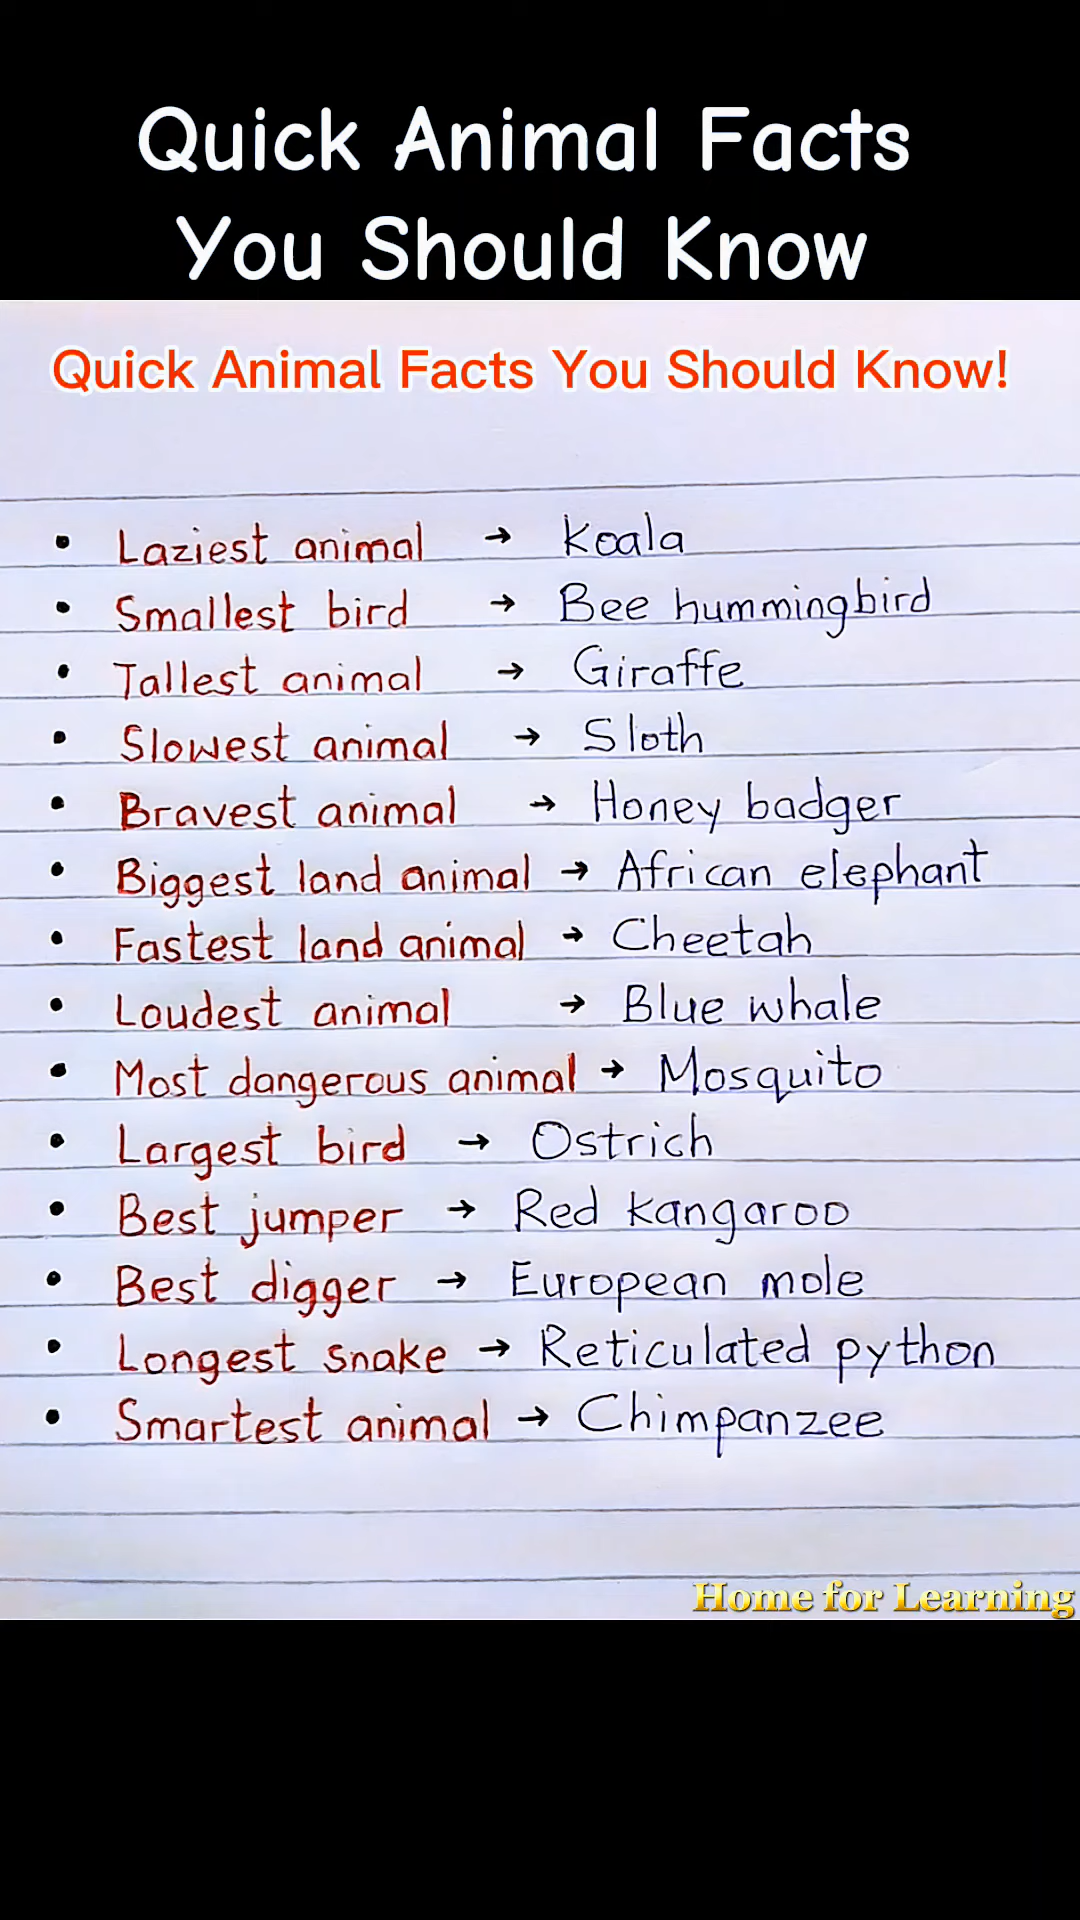 Quick Animal Facts
You Should Know
Quick Animal Facts You Should Know!
• Laziest animal → Koala
• Smallest bird → Bee hummingbird
• Tallest animal → Giraffe
• Slowest animal → Sloth
• Bravest animal → Honey badger
• Biggest land animal → African elephant
• Fastest land animal → Cheetah
• Loudest animal → Blue whale
• Most dangerous animal → Mosquito
• Largest bird → Ostrich
• Best jumper → Red kangaroo
• Best digger → European mole
• Longest snake → Reticulated python
• Smartest animal → Chimpanzee
Home for Learning